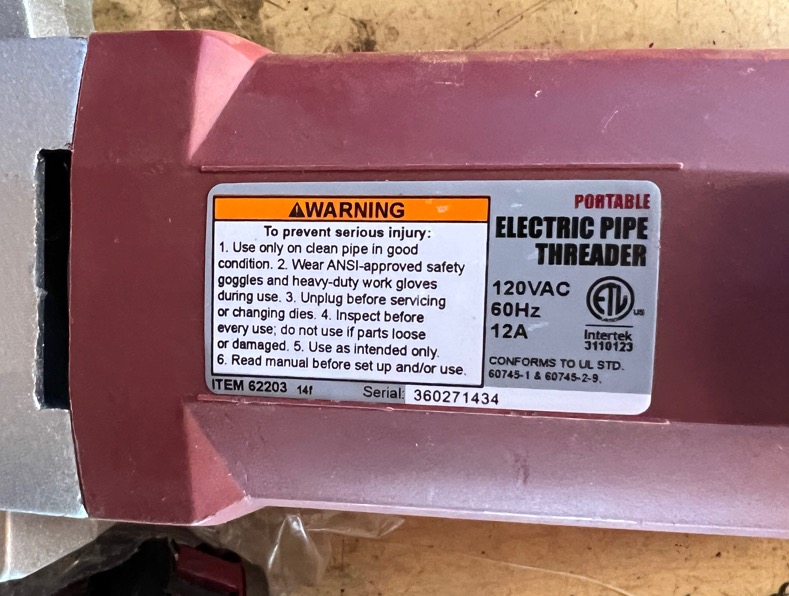 ⚠WARNING
To prevent serious injury:
1. Use only on clean pipe in good
condition. 2. Wear ANSI-approved safety
goggles and heavy-duty work gloves
during use. 3. Unplug before servicing
or changing dies. 4. Inspect before
every use; do not use if parts loose
or damaged. 5. Use as intended only.
6. Read manual before set up and/or use.
PORTABLE
ELECTRIC PIPE
THREADER
120VAC
60Hz
12A
ETL us
Intertek
3110123
CONFORMS TO UL STD.
60745-1 & 60745-2-9.
ITEM 62203 14f
Serial: 360271434